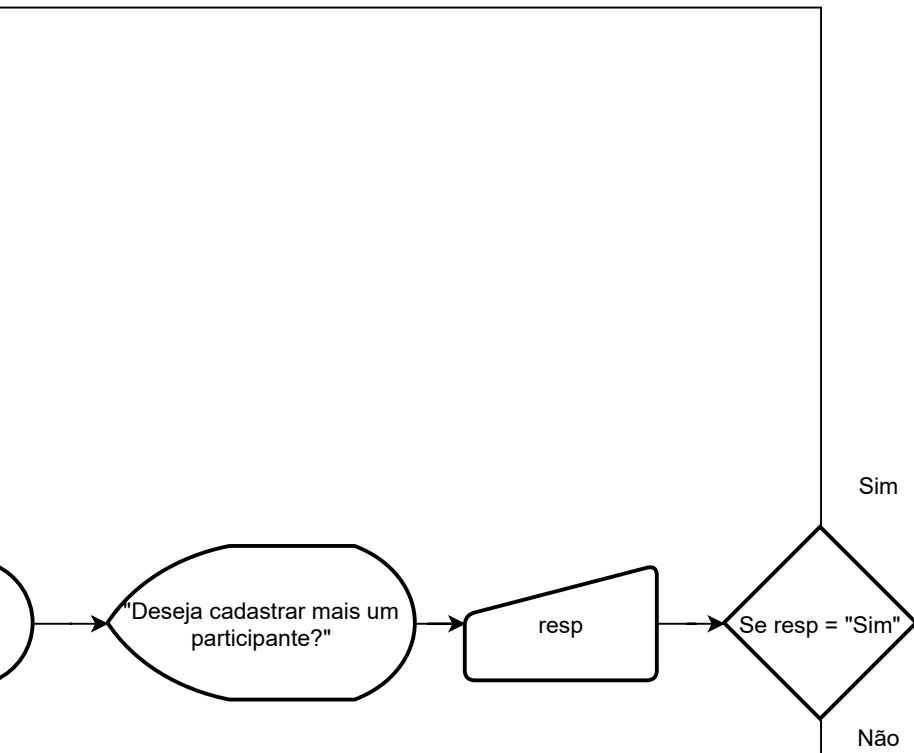 Sim
"Deseja cadastrar mais um
participante?"
resp
Se resp = "Sim"
Não